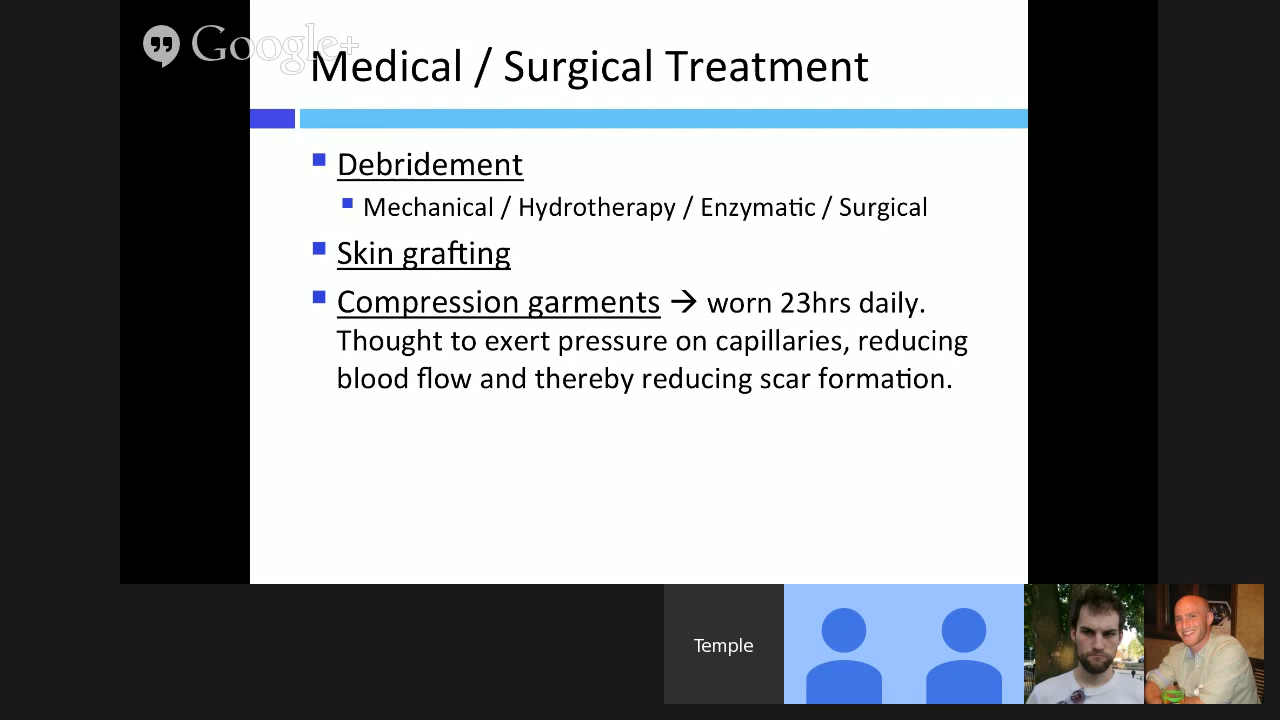 Google+
Medical / Surgical Treatment
Debridement
Mechanical / Hydrotherapy / Enzymatic / Surgical
Skin grafting
Compression garments → worn 23hrs daily.
Thought to exert pressure on capillaries, reducing
blood flow and thereby reducing scar formation.
Temple